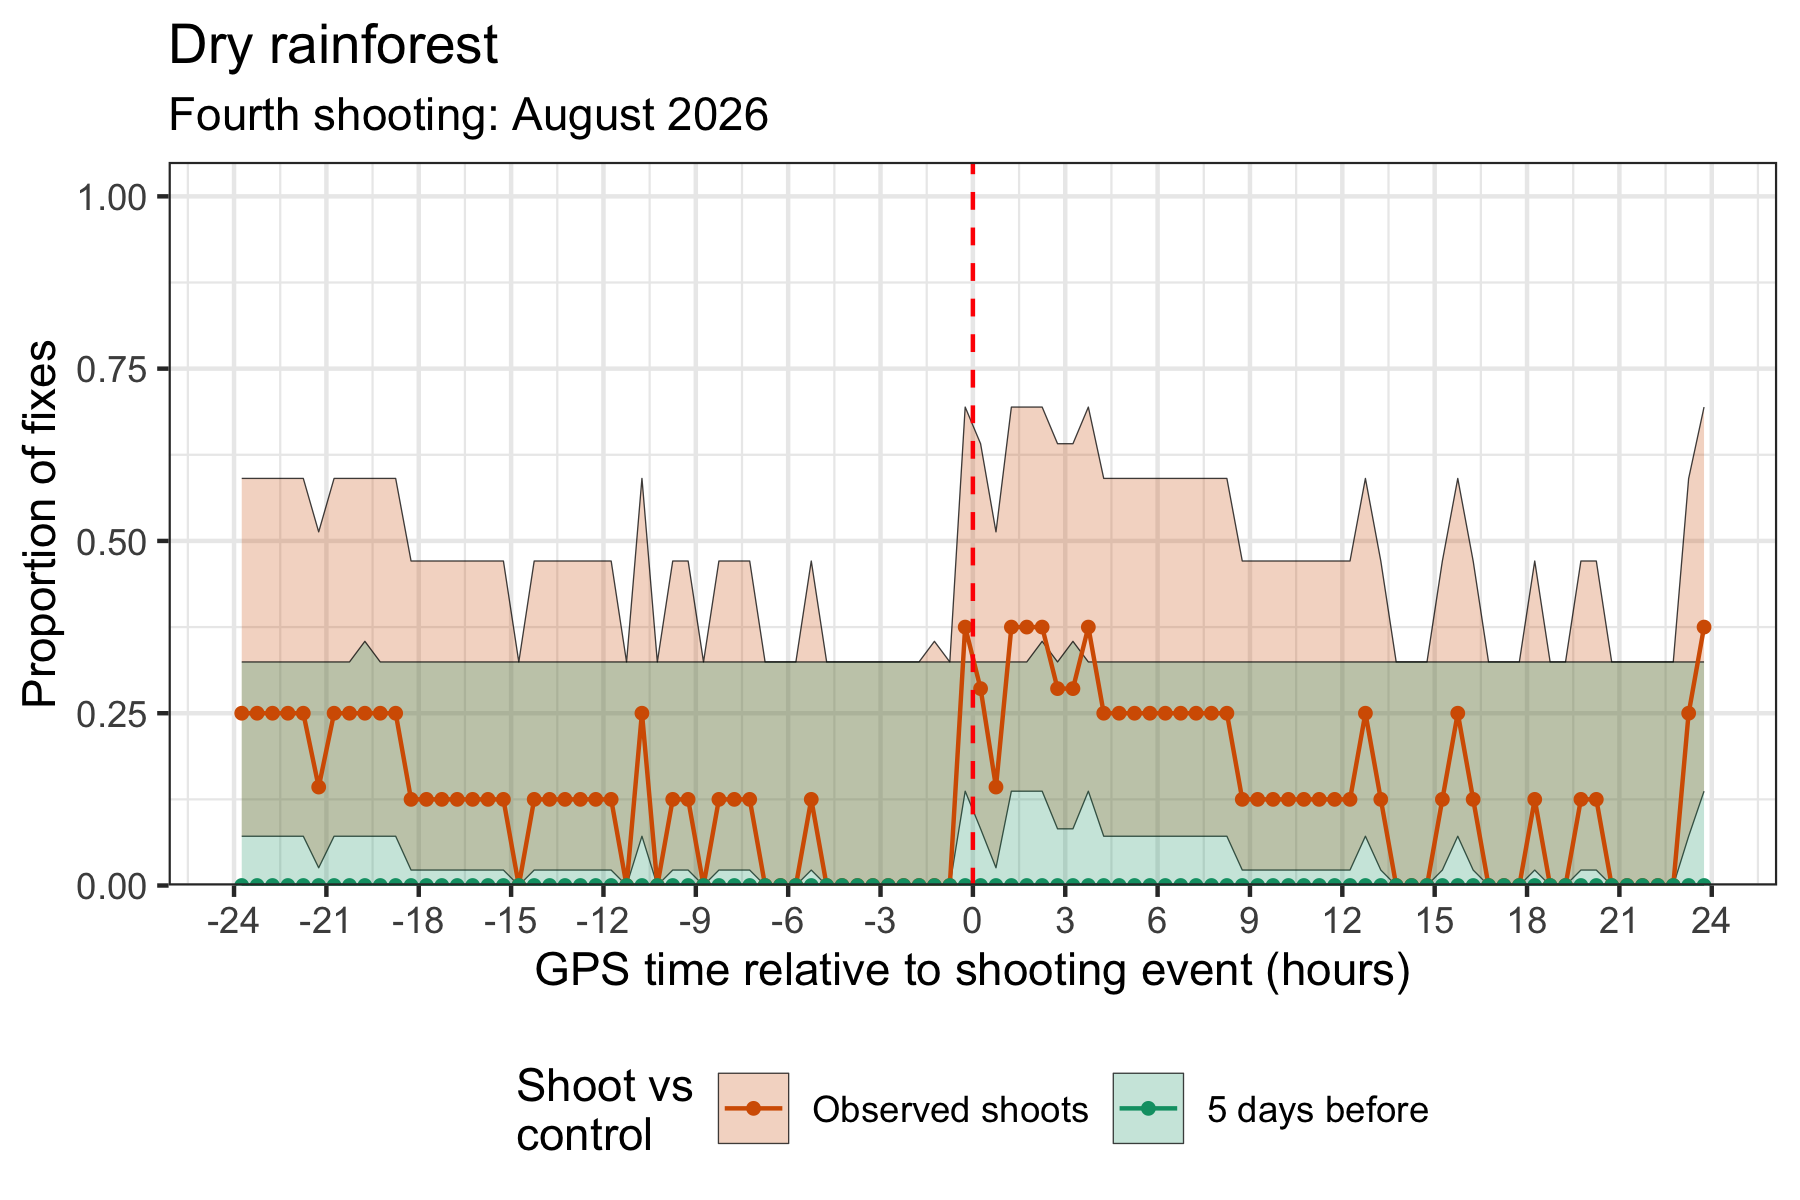 Dry rainforest
Fourth shooting: August 2026
1.00
0.75
0.50
0.25
0.00
Proportion of fixes
-24 -21 -18 -15 -12 -9 -6 -3 0 3 6 9 12 15 18 21 24
GPS time relative to shooting event (hours)
Shoot vs
control
Observed shoots
5 days before